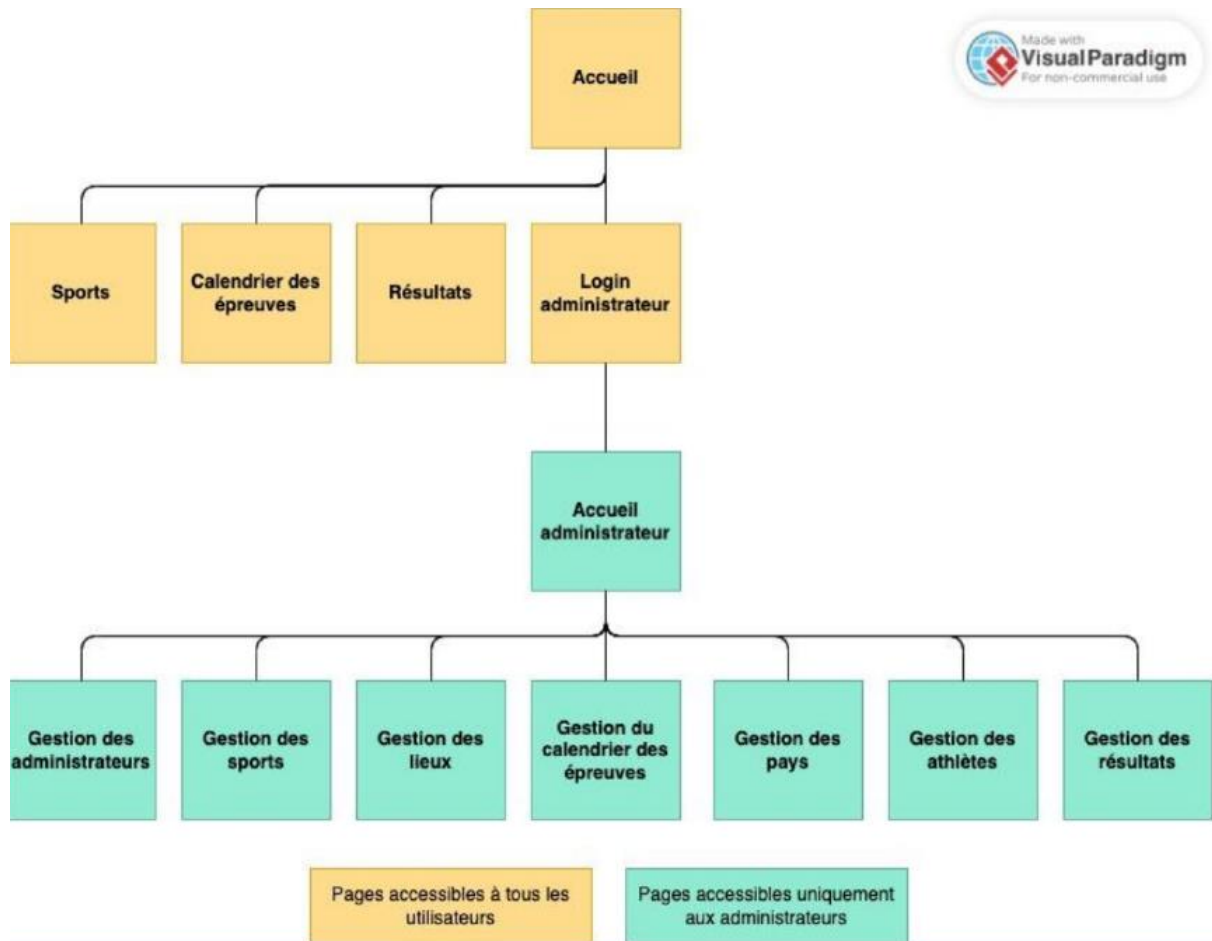 Made with
Visual Paradigm
For non-commercial use
Accueil
Sports
Calendrier des
épreuves
Résultats
Login
administrateur
Accueil
administrateur
Gestion des
administrateurs
Gestion des
sports
Gestion des
lieux
Gestion du
calendrier des
épreuves
Gestion des
pays
Gestion des
athlètes
Gestion des
résultats
Pages accessibles à tous les
utilisateurs
Pages accessibles uniquement
aux administrateurs